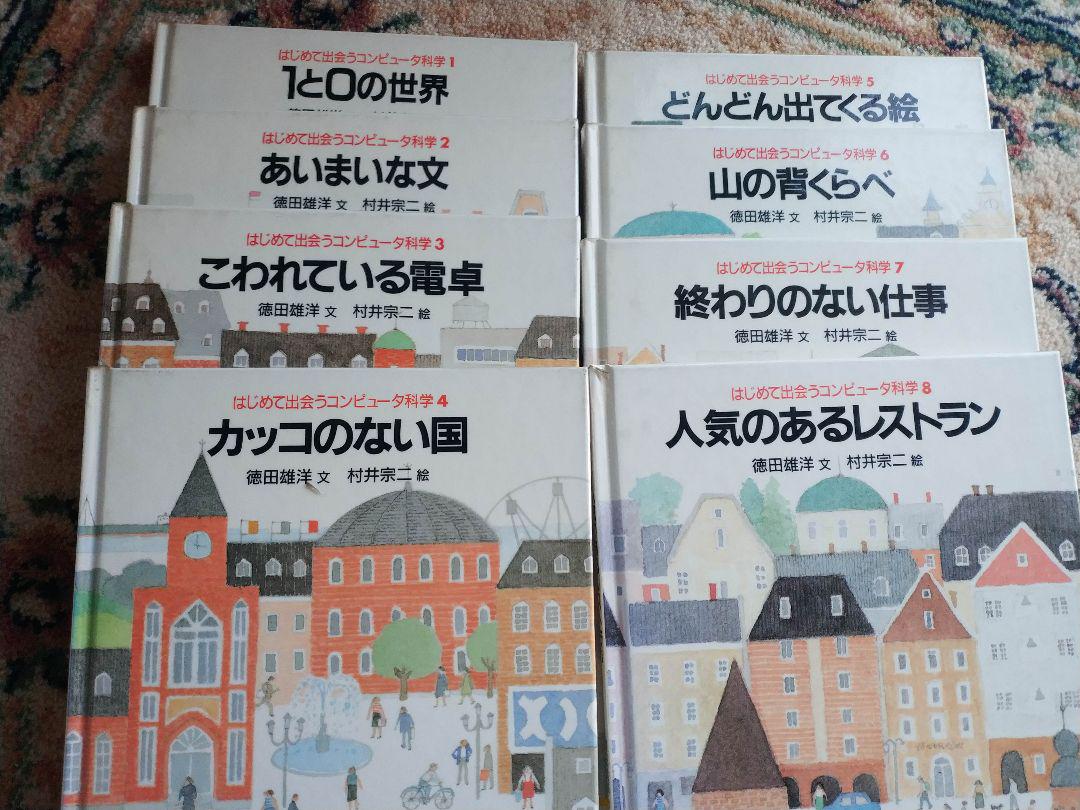 はじめて出会うコンピュータ科学1
1と0の世界
はじめて出会うコンピュータ科学2
あいまいな文
徳田雄洋 文 村井宗二 絵
はじめて出会うコンピュータ科学3
こわれている電卓
徳田雄洋 文 村井宗二 絵
はじめて出会うコンピュータ科学4
カッコのない国
徳田雄洋 文 村井宗二 絵
はじめて出会うコンピュータ科学5
どんどん出てくる絵
はじめて出会うコンピュータ科学6
山の背くらべ
徳田雄洋 文 村井宗二 絵
はじめて出会うコンピュータ科学7
終わりのない仕事
徳田雄洋 文 村井宗二 絵
はじめて出会うコンピュータ科学8
人気のあるレストラン
徳田雄洋 文 村井宗二 絵